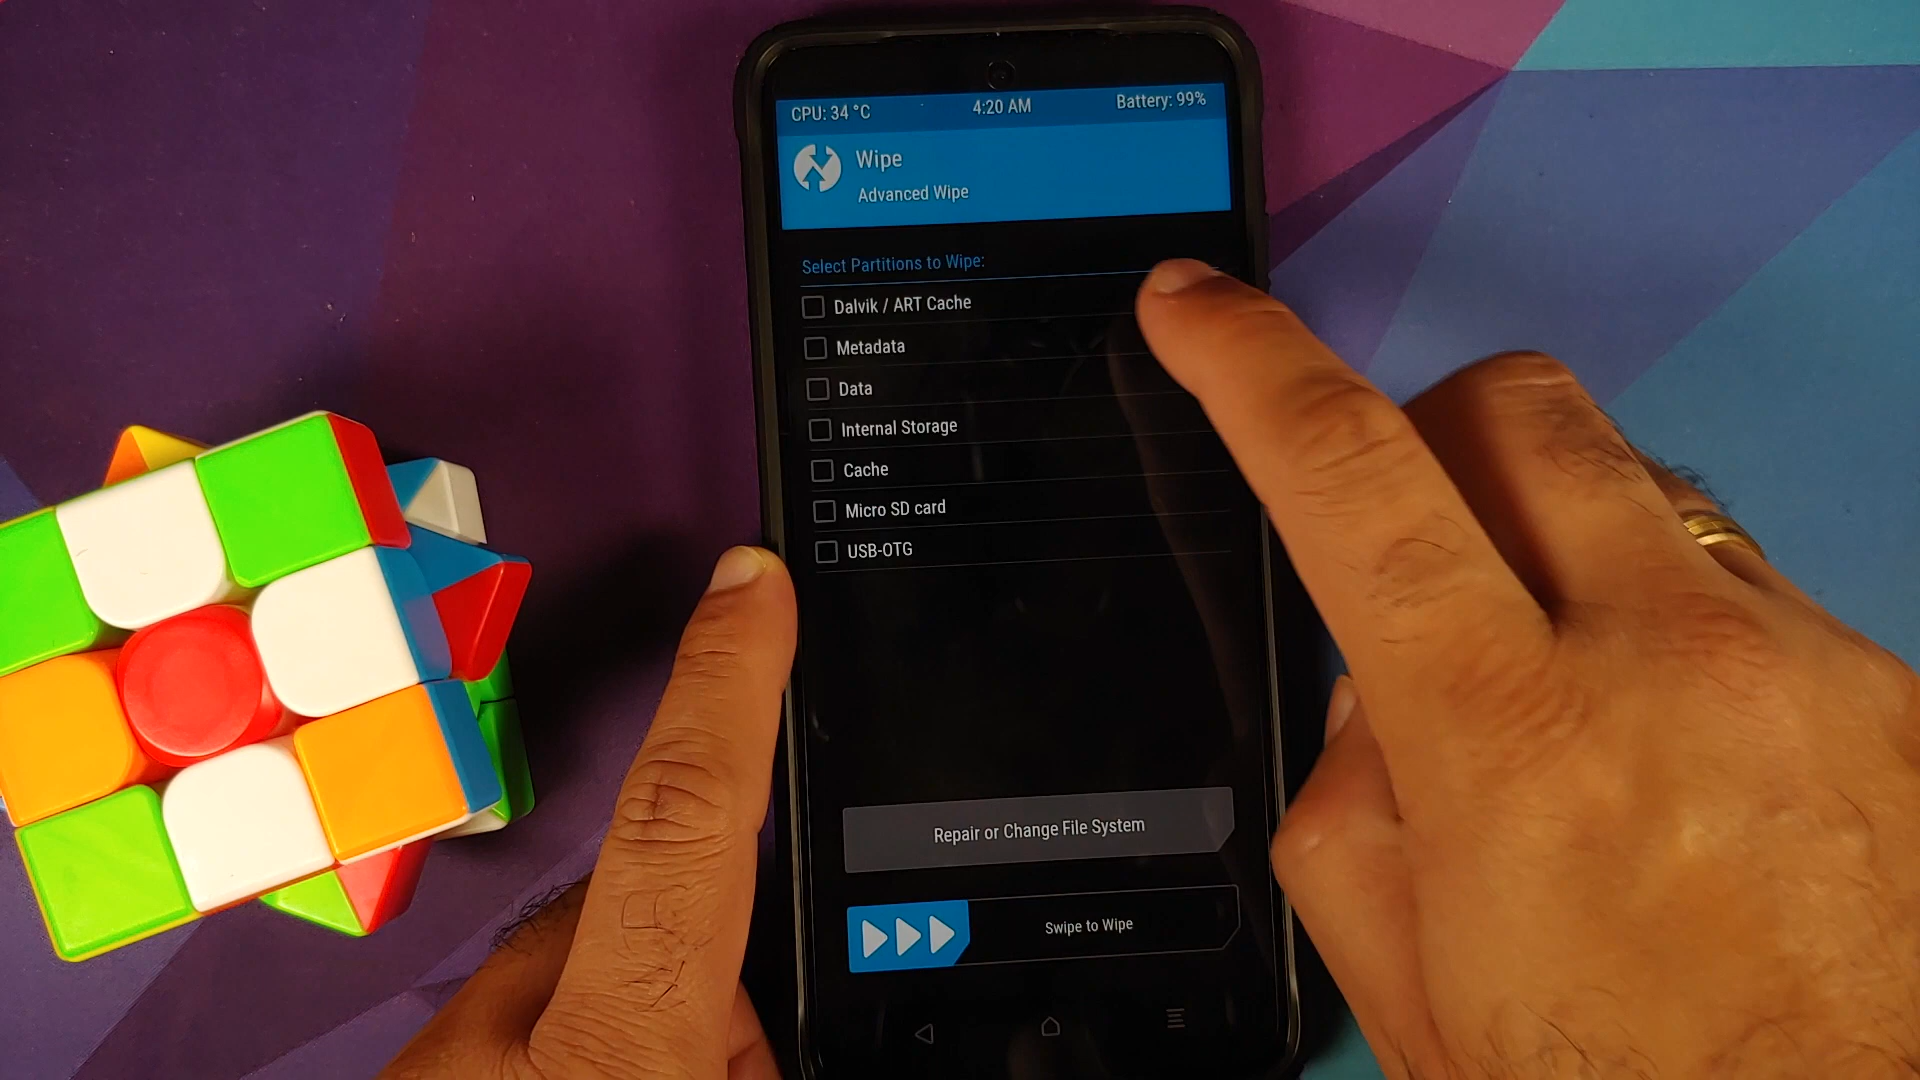 CPU: 34 °C 4:20 AM Battery: 99%
Wipe
Advanced Wipe
Select Partitions to Wipe:
Dalvik / ART Cache
Metadata
Data
Internal Storage
Cache
Micro SD card
USB-OTG
Repair or Change File System
Swipe to Wipe